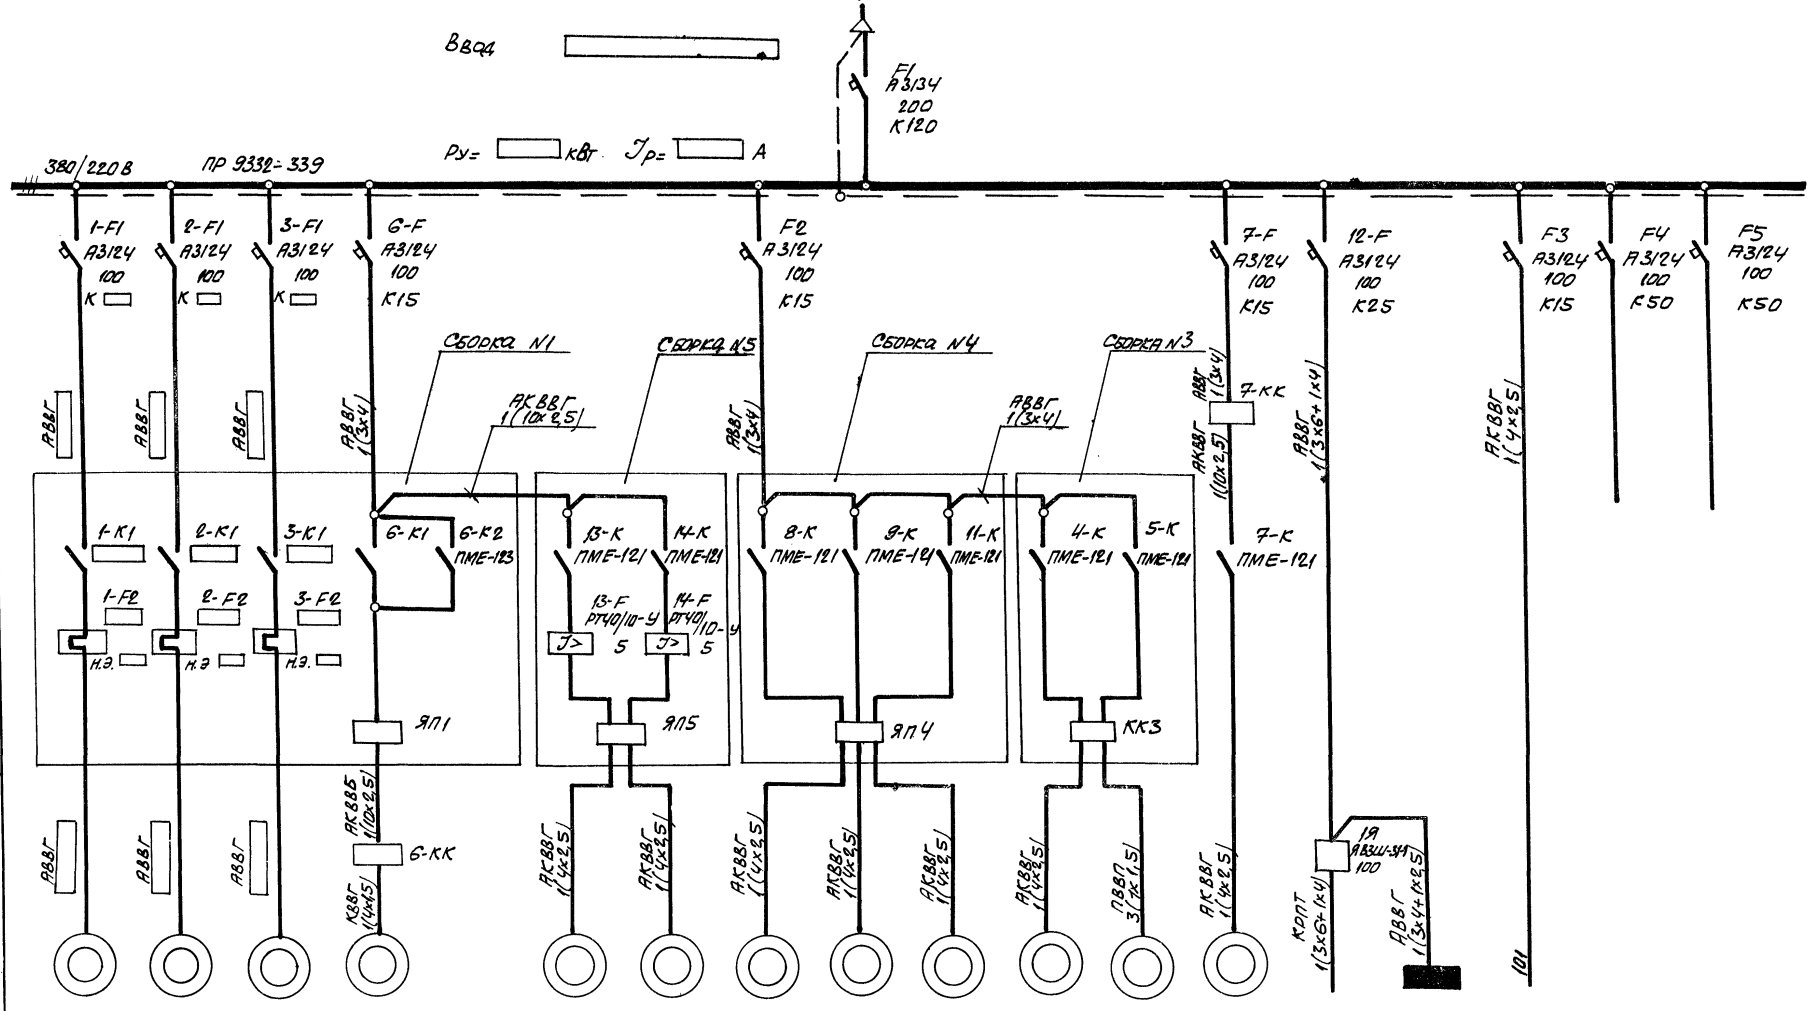 Ввод
F1
А3134
200
К120
Ру= кВт Jр= А
380/220 В
ПР 9332-339
1-F1
А3124
100
К
2-F1
А3124
100
К
3-F1
А3124
100
К
6-F
А3124
100
К15
F2
А3124
100
К15
7-F
А3124
100
К15
12-F
А3124
100
К25
F3
А3124
100
К15
F4
А3124
100
К50
F5
А3124
100
К50
СБОРКА N1
СБОРКА N5
СБОРКА N4
СБОРКА N3
АВВГ
АВВГ
АВВГ
АВВГ
1(3х4)
АКВВГ
1(10х2,5)
АВВГ
1(3х4)
АВВГ
1(3х4)
АВВГ
1(3х4)
7-КК
АКВВГ
1(10х2,5)
АВВГ
1(3х6+1х4)
АКВВГ
1(4х2,5)
1-К1
2-К1
3-К1
6-К1
6-К2
ПМЕ-123
13-К
ПМЕ-121
14-К
ПМЕ-121
8-К
ПМЕ-121
9-К
ПМЕ-121
11-К
ПМЕ-121
4-К
ПМЕ-121
5-К
ПМЕ-121
7-К
ПМЕ-121
1-F2
Н.Э.
2-F2
Н.Э
3-F2
Н.Э.
13-F
РТ40/10-У
5
J>
14-F
РТ40/10-У
5
J>
ЯП1
ЯП5
ЯП4
КК3
АКВВБ
1(10х2,5)
6-КК
КВВГ
1(4х1,5)
АВВГ
АВВГ
АВВГ
АКВВГ
1(4х2,5)
АКВВГ
1(4х2,5)
АКВВГ
1(4х2,5)
АКВВГ
1(4х2,5)
АКВВГ
1(4х2,5)
АКВВГ
1(4х2,5)
ПВВП
3(1х1,5)
АКВВГ
1(4х2,5)
1Я
100
КРПТ
1(3х6+1х4)
АВВГ
1(3х4+1х2,5)
101